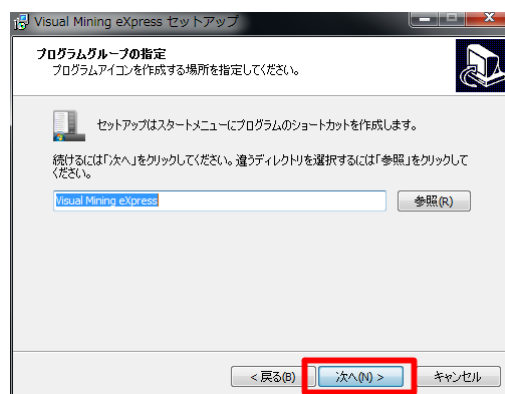 Visual Mining eXpress セットアップ
プログラムグループの指定
プログラムアイコンを作成する場所を指定してください。
セットアップはスタートメニューにプログラムのショートカットを作成します。
続けるには「次へ」をクリックしてください。違うディレクトリを選択するには「参照」をクリックして
ください。
Visual Mining eXpress
参照(R)
< 戻る(B)
次へ(N) >
キャンセル